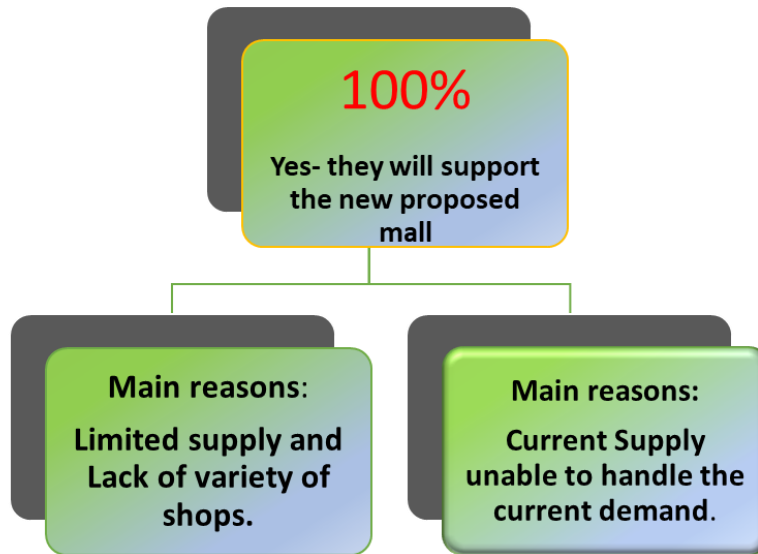 100%
Yes- they will support
the new proposed
mall
Main reasons:
Limited supply and
Lack of variety of
shops.
Main reasons:
Current Supply
unable to handle the
current demand.